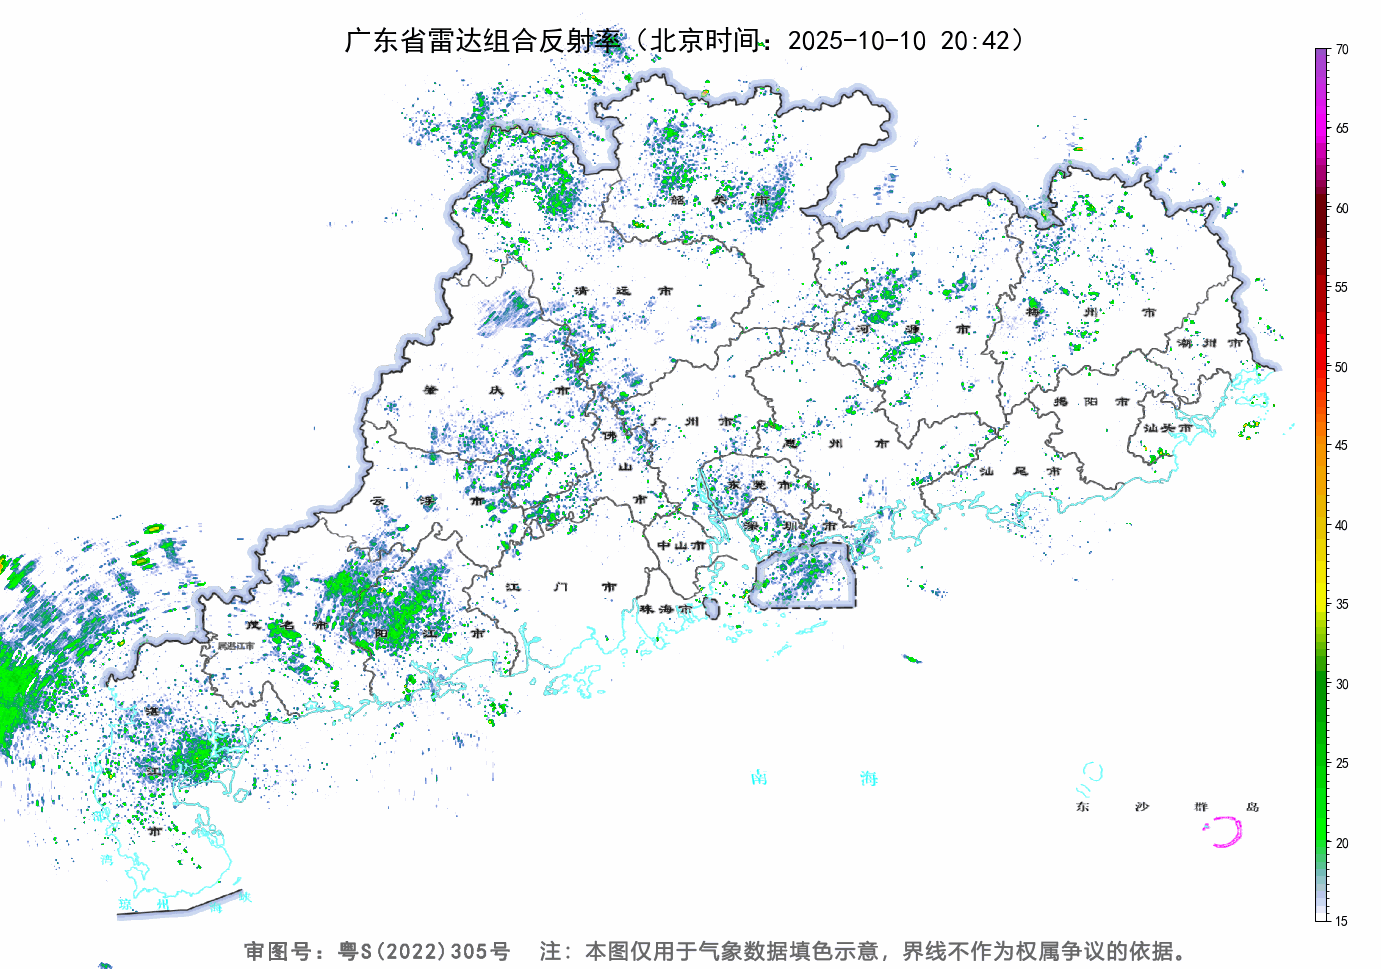 广东省雷达组合反射率（北京时间：2025-10-10 20:42）
70
65
60
55
50
45
40
35
30
25
20
15
韶 关 市
清 远 市
河 源 市
梅 州 市
潮 州 市
肇 庆 市
广 州 市
揭 阳 市
汕头市
佛
山
市
惠 州 市
汕 尾 市
云 浮 市
东 莞 市
深 圳 市
中山市
江 门 市
珠海市
茂 名 市
阳 江 市
属湛江市
湛
江
市
南 海
东 沙 群 岛
湾
琼 州 海 峡
审图号：粤S(2022)305号 注：本图仅用于气象数据填色示意，界线不作为权属争议的依据。